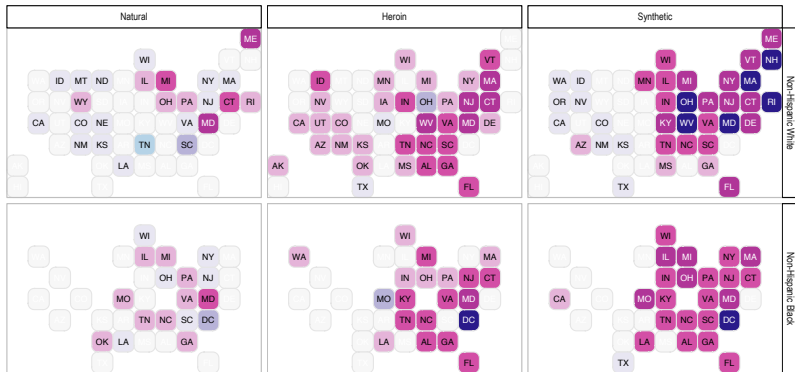 Natural
ME
WI
ID MT ND IL MI NY MA
WY OH PA NJ CT RI
CA CO NE VA MD
NM KS TN SC
LA
Heroin
WI VT
ID MN MI NY MA
NV IA IN OH PA NJ CT
CA UT CO MO WV VA MD DE
AZ NM KS TN NC SC
AK OK MS AL GA
TX FL
Synthetic
ME
WI VT NH
WA ID MN IL MI NY MA
OR NV IN OH PA NJ CT RI
CA CO KY WV VA MD DE
AZ NM KS TN NC SC
MS GA
TX FL
Non-Hispanic White
WI
IL MI NY
OH PA NJ
MO VA MD
TN NC SC DC
OK LA GA
WI
WA MI MA
IN OH PA NJ CT
MO KY VA MD
TN NC DC
LA AL GA
FL
WI
IL MI NY MA
IN OH PA NJ CT
CA MO KY VA MD
TN NC SC DC
LA AL GA
TX FL
Non-Hispanic Back